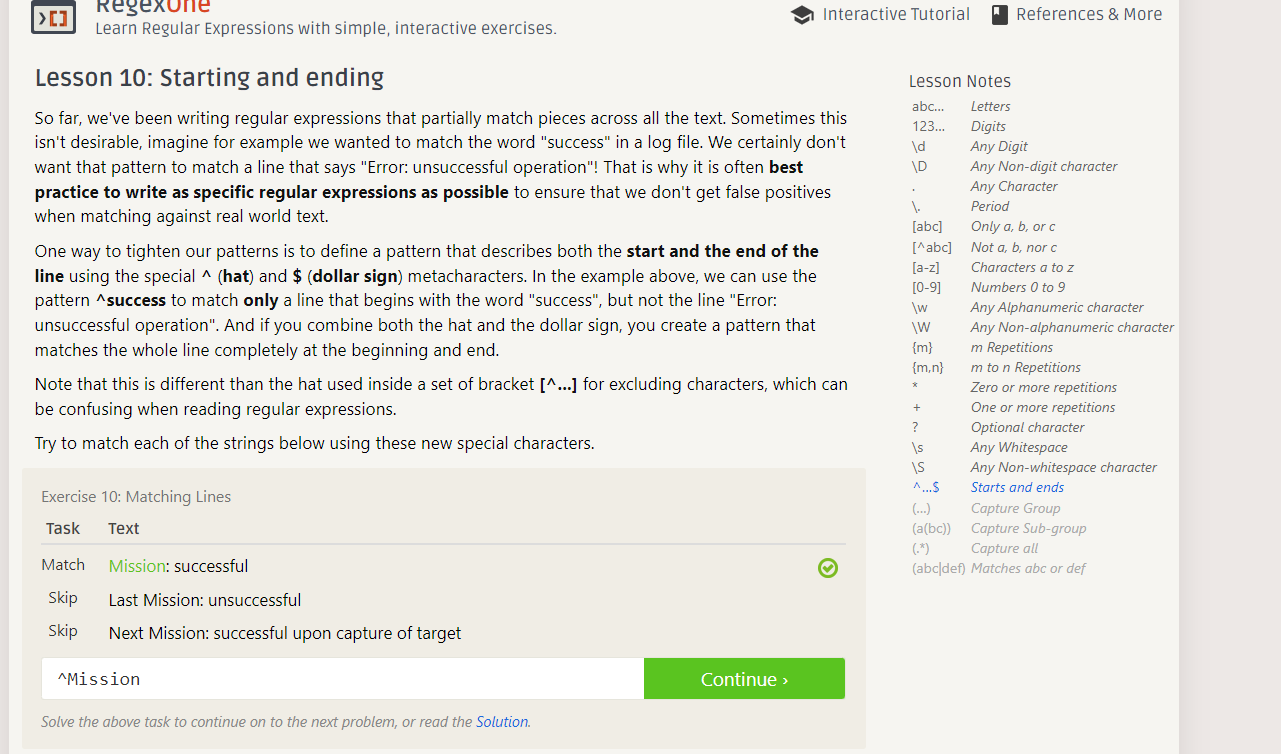 RegexOne
Learn Regular Expressions with simple, interactive exercises.
Interactive Tutorial
References & More
Lesson 10: Starting and ending
So far, we've been writing regular expressions that partially match pieces across all the text. Sometimes this
isn't desirable, imagine for example we wanted to match the word "success" in a log file. We certainly don't
want that pattern to match a line that says "Error: unsuccessful operation"! That is why it is often best
practice to write as specific regular expressions as possible to ensure that we don't get false positives
when matching against real world text.
One way to tighten our patterns is to define a pattern that describes both the start and the end of the
line using the special ^ (hat) and $ (dollar sign) metacharacters. In the example above, we can use the
pattern ^success to match only a line that begins with the word "success", but not the line "Error:
unsuccessful operation". And if you combine both the hat and the dollar sign, you create a pattern that
matches the whole line completely at the beginning and end.
Note that this is different than the hat used inside a set of bracket [^...] for excluding characters, which can
be confusing when reading regular expressions.
Try to match each of the strings below using these new special characters.
Exercise 10: Matching Lines
Task Text
Match Mission: successful
Skip Last Mission: unsuccessful
Skip Next Mission: successful upon capture of target
^Mission
Continue ›
Solve the above task to continue on to the next problem, or read the Solution.
Lesson Notes
abc... Letters
123... Digits
\d Any Digit
\D Any Non-digit character
. Any Character
\. Period
[abc] Only a, b, or c
[^abc] Not a, b, nor c
[a-z] Characters a to z
[0-9] Numbers 0 to 9
\w Any Alphanumeric character
\W Any Non-alphanumeric character
{m} m Repetitions
{m,n} m to n Repetitions
* Zero or more repetitions
+ One or more repetitions
? Optional character
\s Any Whitespace
\S Any Non-whitespace character
^...$ Starts and ends
(...) Capture Group
(a(bc)) Capture Sub-group
(.*) Capture all
(abc|def) Matches abc or def